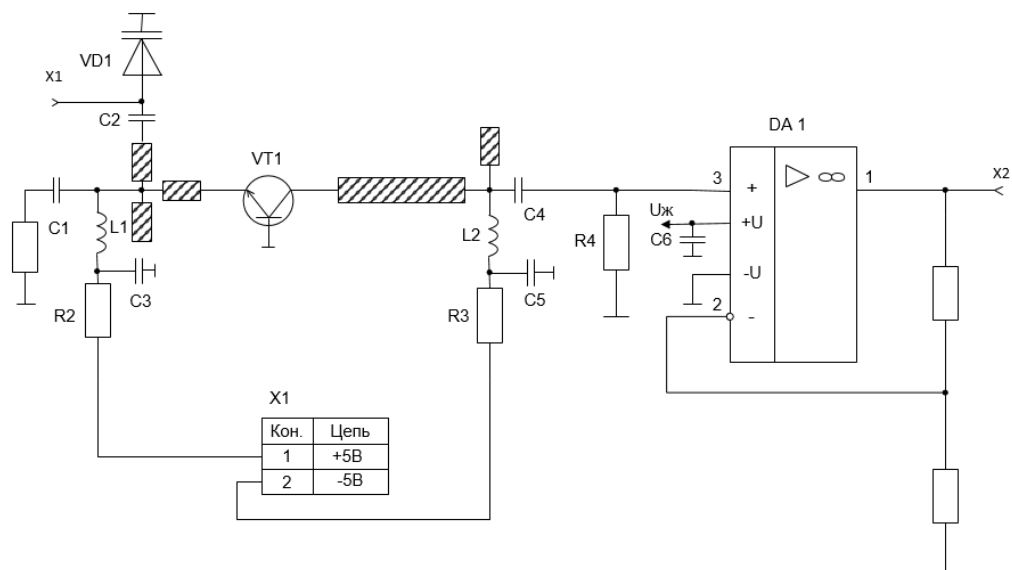 VD1
X1
C2
DA 1
VT1
3
+
▷ ∞
1
X2
C1
L1
L2
C4
R4
Uж
+U
C6
-U
C3
C5
2
-
R2
R3
X1
Кон. Цепь
1 +5В
2 -5В